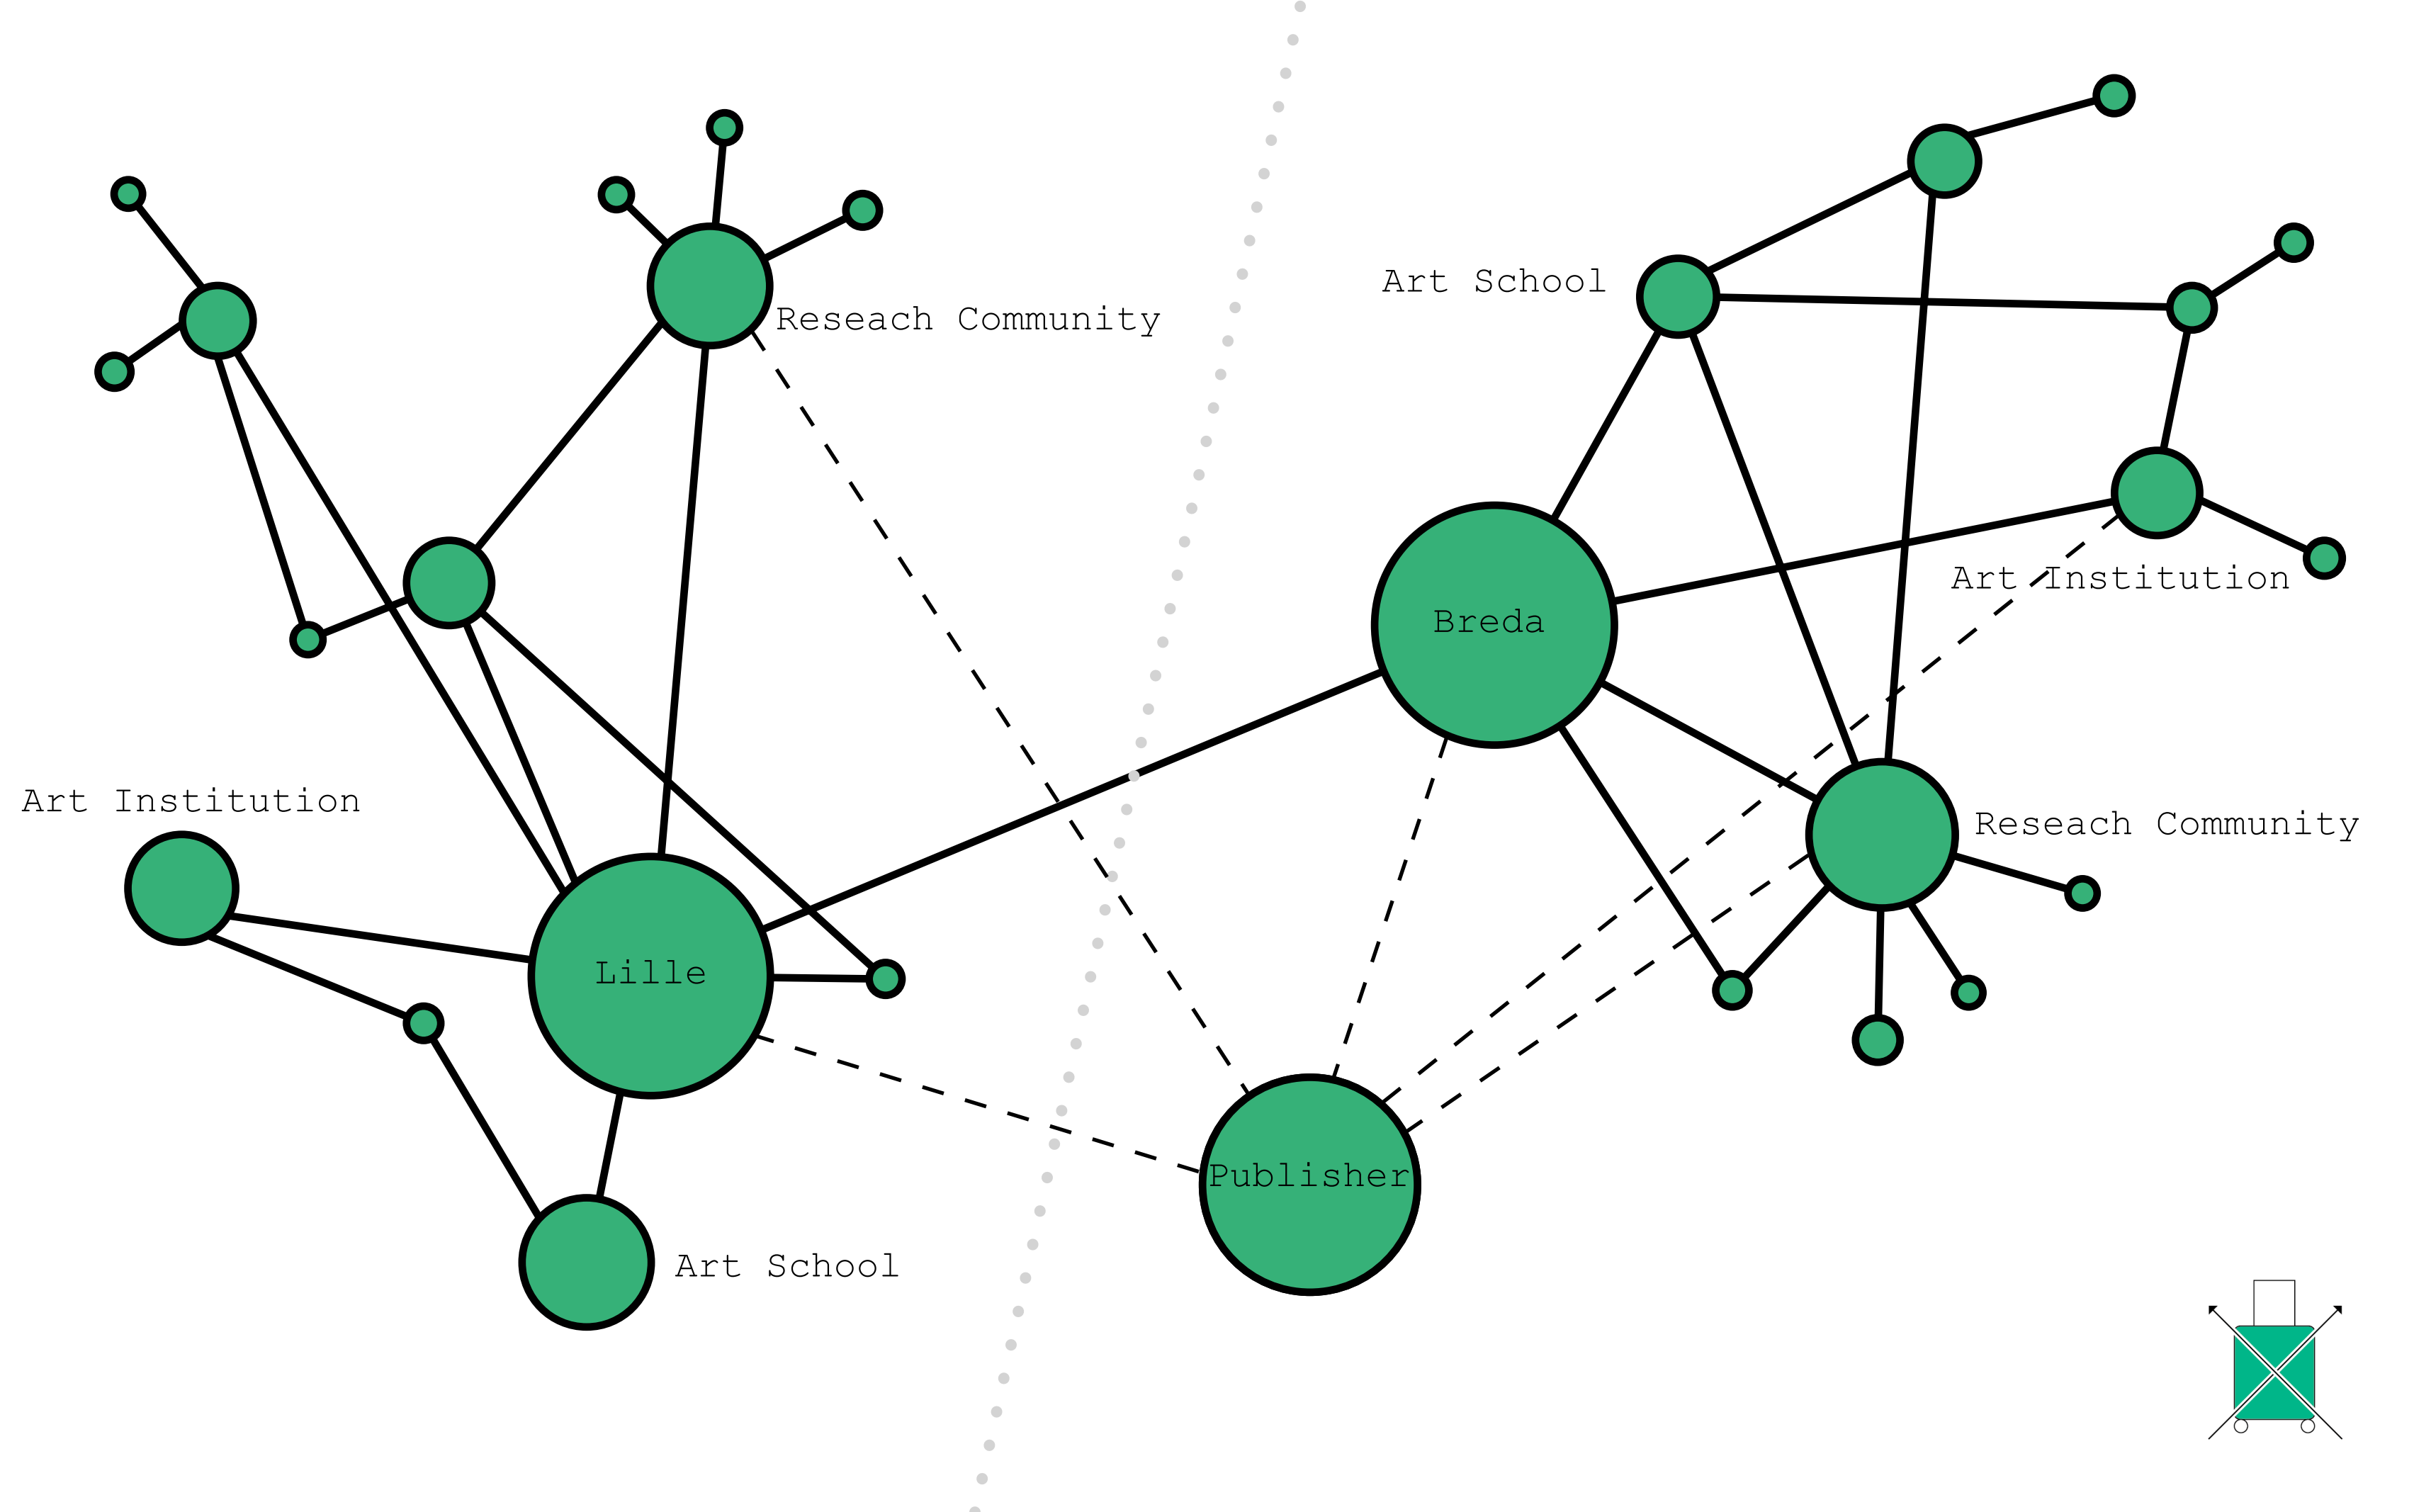 Reseach Community
Art School
Art Institution
Breda
Art Institution
Reseach Community
Lille
Publisher
Art School